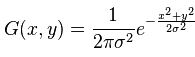 G(x, y) = \frac{1}{2\pi\sigma^2} e^{-\frac{x^2+y^2}{2\sigma^2}}